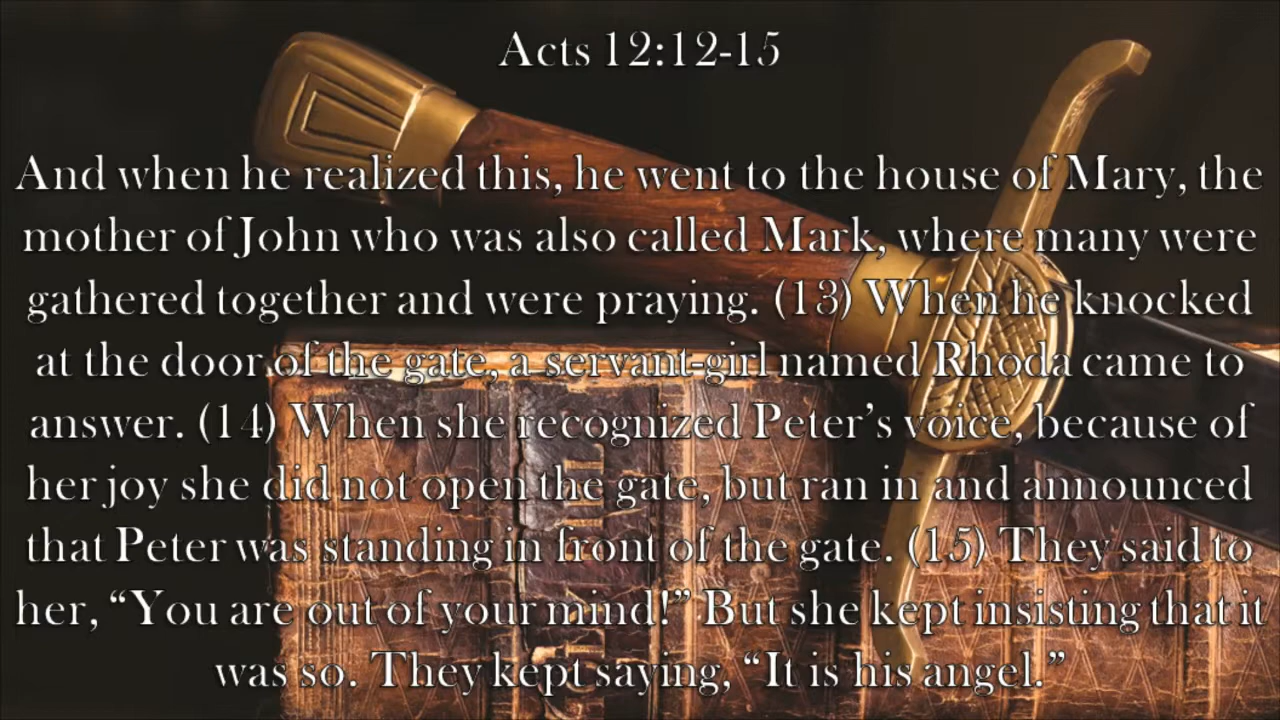 Acts 12:12-15
And when he realized this, he went to the house of Mary, the
mother of John who was also called Mark, where many were
gathered together and were praying. (13) When he knocked
at the door of the gate, a servant-girl named Rhoda came to
answer. (14) When she recognized Peter’s voice, because of
her joy she did not open the gate, but ran in and announced
that Peter was standing in front of the gate. (15) They said to
her, “You are out of your mind!” But she kept insisting that it
was so. They kept saying, “It is his angel.”